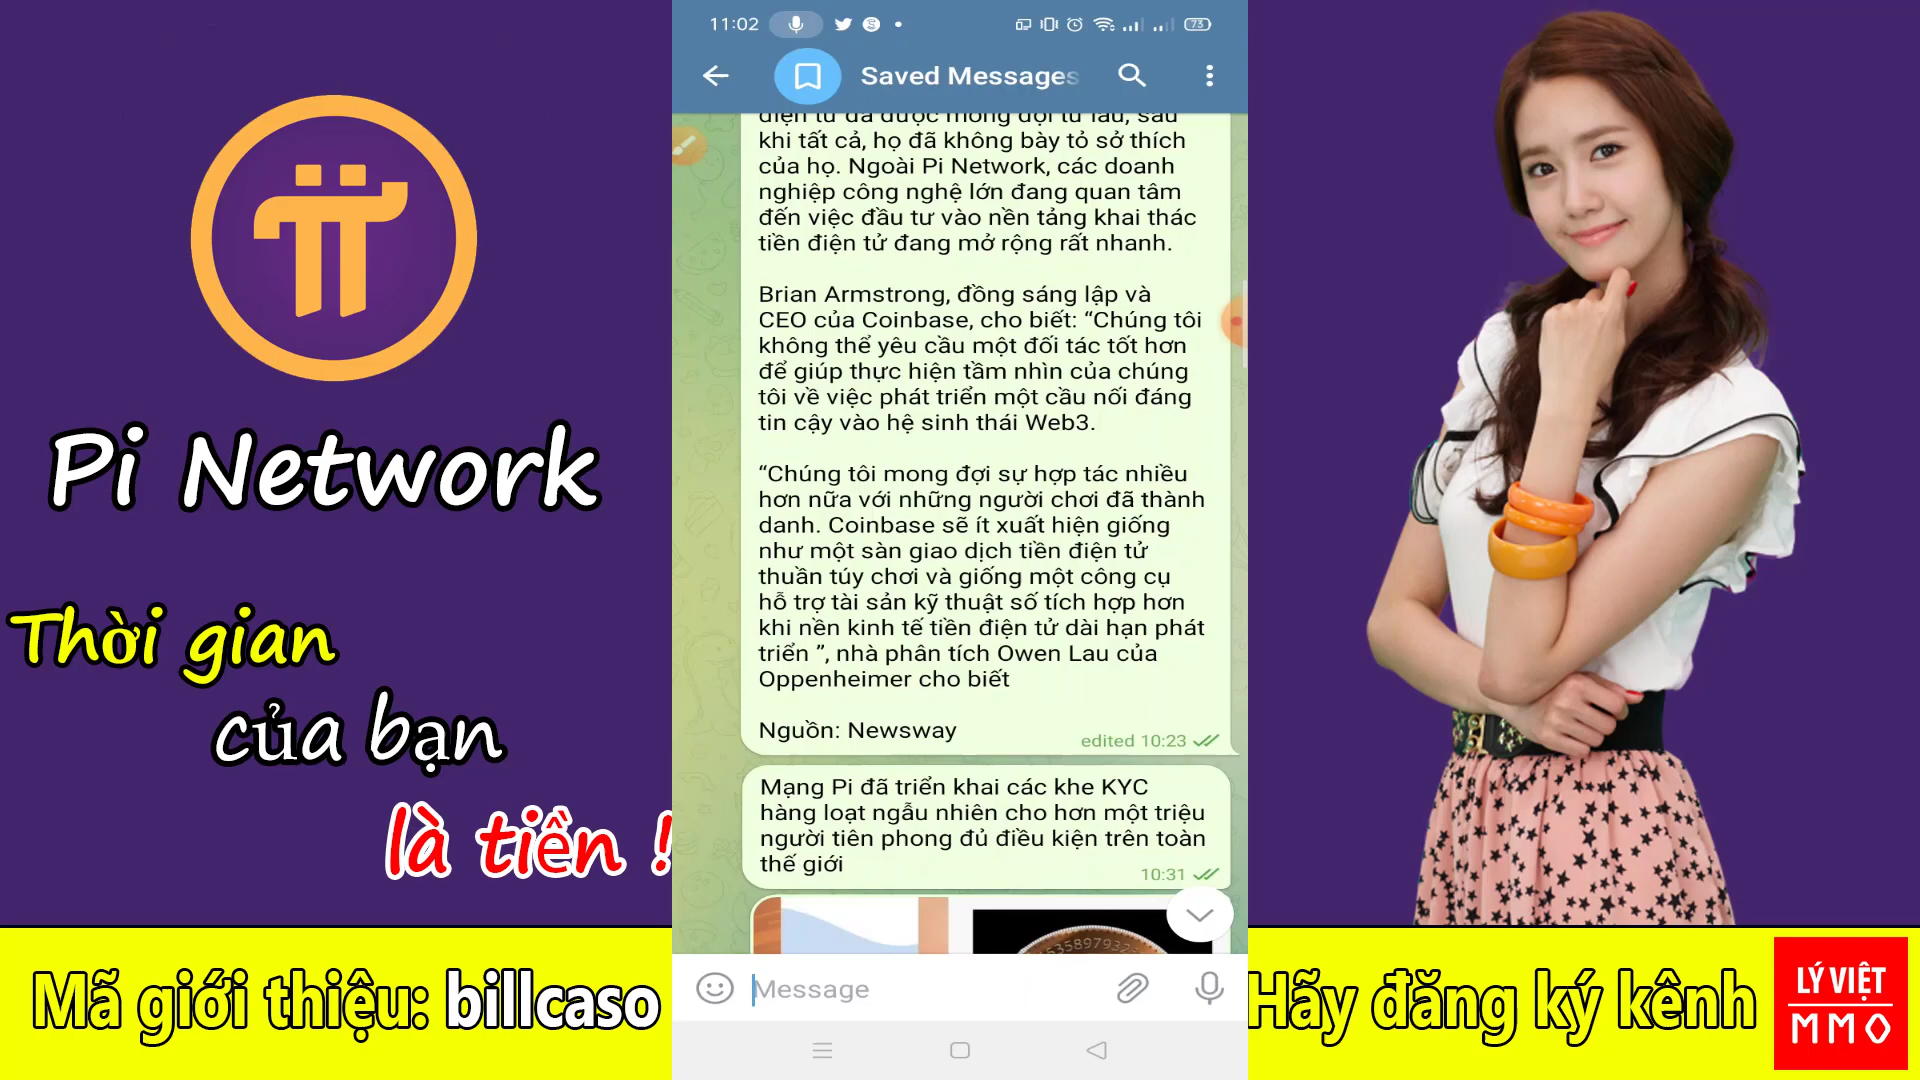 Pi Network
Thời gian
của bạn
là tiền !
Mã giới thiệu: billcaso
11:02
73
Saved Messages
điện tử đã được mong đợi từ lâu, sau
khi tất cả, họ đã không bày tỏ sở thích
của họ. Ngoài Pi Network, các doanh
nghiệp công nghệ lớn đang quan tâm
đến việc đầu tư vào nền tảng khai thác
tiền điện tử đang mở rộng rất nhanh.
Brian Armstrong, đồng sáng lập và
CEO của Coinbase, cho biết: “Chúng tôi
không thể yêu cầu một đối tác tốt hơn
để giúp thực hiện tầm nhìn của chúng
tôi về việc phát triển một cầu nối đáng
tin cậy vào hệ sinh thái Web3.
“Chúng tôi mong đợi sự hợp tác nhiều
hơn nữa với những người chơi đã thành
danh. Coinbase sẽ ít xuất hiện giống
như một sàn giao dịch tiền điện tử
thuần túy chơi và giống một công cụ
hỗ trợ tài sản kỹ thuật số tích hợp hơn
khi nền kinh tế tiền điện tử dài hạn phát
triển ”, nhà phân tích Owen Lau của
Oppenheimer cho biết
Nguồn: Newsway
edited 10:23
Mạng Pi đã triển khai các khe KYC
hàng loạt ngẫu nhiên cho hơn một triệu
người tiên phong đủ điều kiện trên toàn
thế giới
10:31
Message
Hãy đăng ký kênh
LÝ VIỆT
MMO